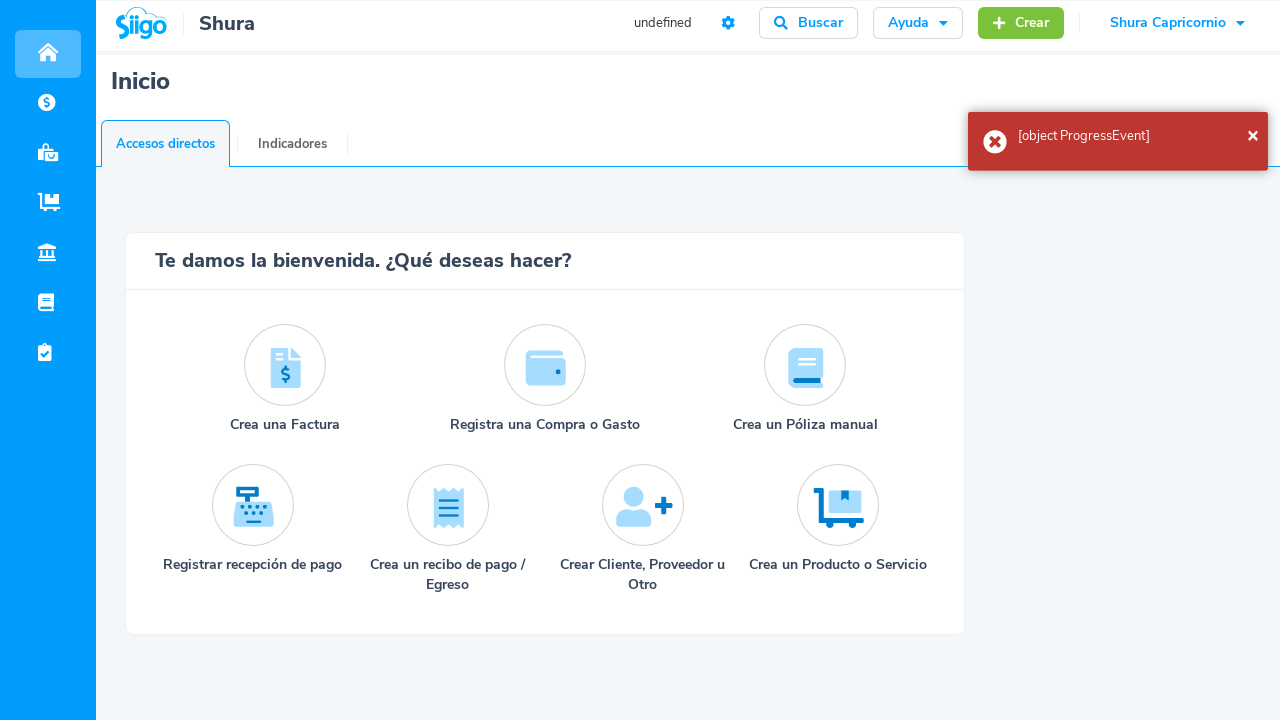 Siigo
Shura
undefined
Buscar
Ayuda
Crear
Shura Capricornio
Inicio
Accesos directos
Indicadores
[object ProgressEvent]
Te damos la bienvenida. ¿Qué deseas hacer?
Crea una Factura
Registra una Compra o Gasto
Crea un Póliza manual
Registrar recepción de pago
Crea un recibo de pago /
Egreso
Crear Cliente, Proveedor u
Otro
Crea un Producto o Servicio